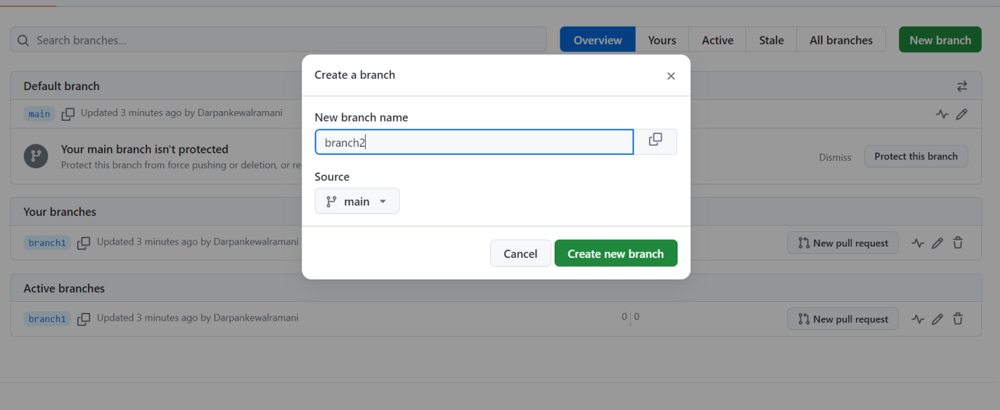 Search branches...
Overview
Yours
Active
Stale
All branches
New branch
Create a branch
Default branch
main Updated 3 minutes ago by Darpankewalramani
New branch name
branch2
Your main branch isn't protected
Protect this branch from force pushing or deletion, or re
Dismiss
Protect this branch
Source
main
Your branches
branch1 Updated 3 minutes ago by Darpankewalramani
New pull request
Cancel
Create new branch
Active branches
branch1 Updated 3 minutes ago by Darpankewalramani
0 0
New pull request